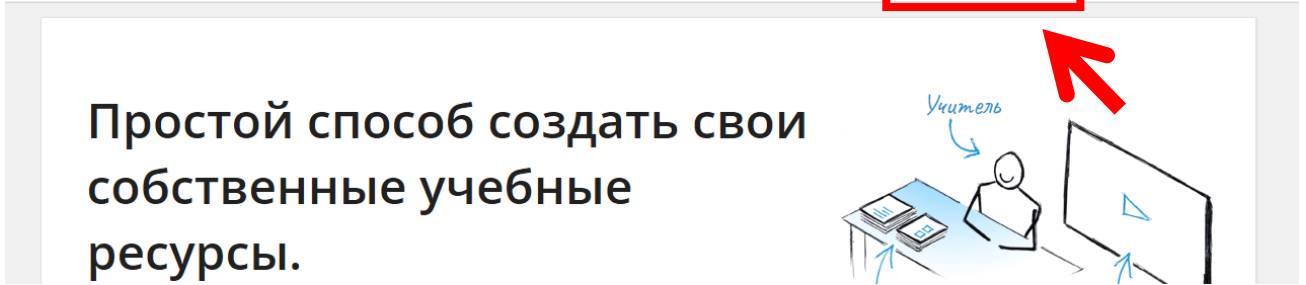 Простой способ создать свои
собственные учебные
ресурсы.
Учитель